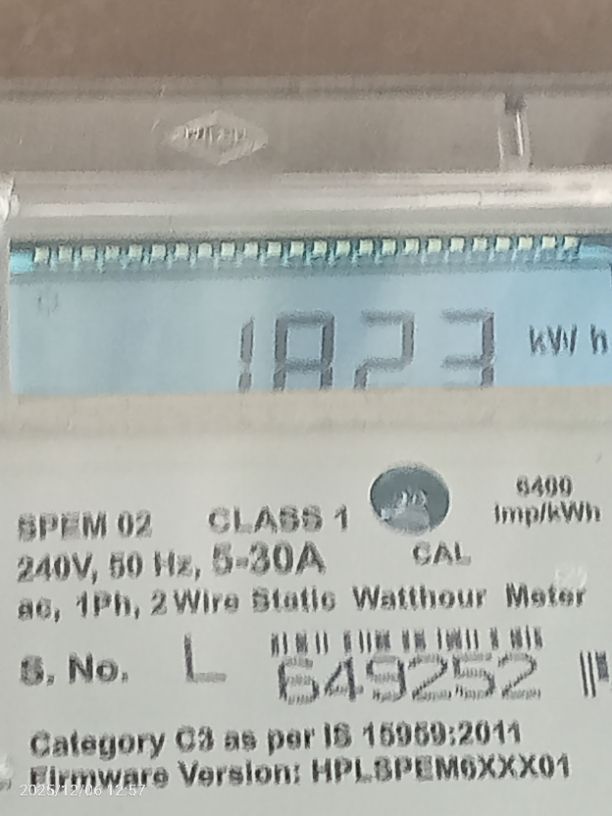 1823 kWh
6400
SPEM 02 CLASS 1 imp/kWh
240V, 50 Hz, 5-30A CAL
ac, 1Ph, 2 Wire Static Watthour Meter
S. No. L 649252
Category C3 as per IS 15959:2011
Firmware Version: HPLSPEM6XXX01
2025/12/06 12:57